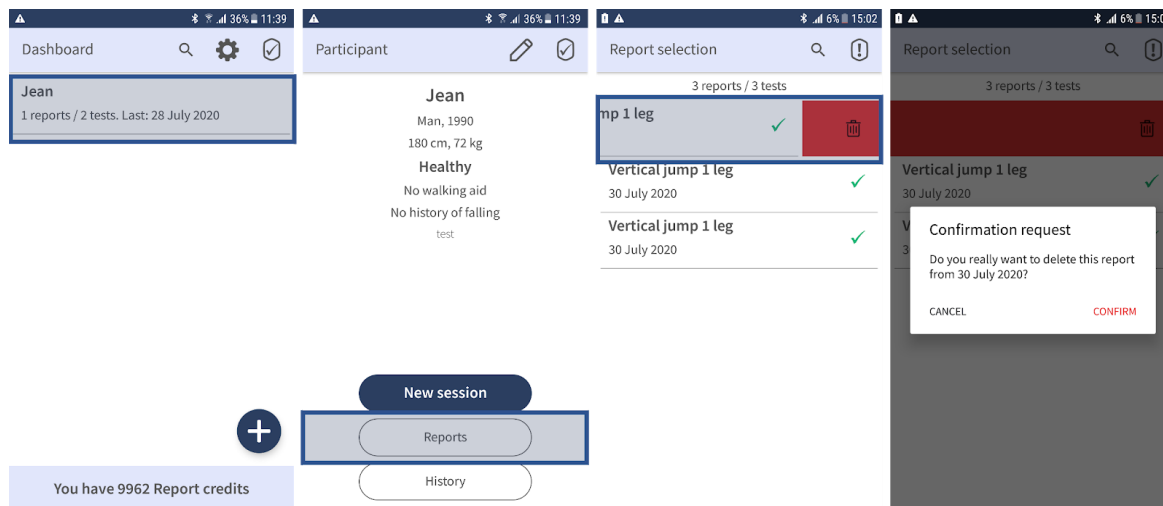 36% 11:39
Dashboard
Jean
1 reports / 2 tests. Last: 28 July 2020
You have 9962 Report credits
36% 11:39
Participant
Jean
Man, 1990
180 cm, 72 kg
Healthy
No walking aid
No history of falling
test
New session
Reports
History
6% 15:02
Report selection
3 reports / 3 tests
mp 1 leg
Vertical jump 1 leg
30 July 2020
Vertical jump 1 leg
30 July 2020
6% 15:0
Report selection
3 reports / 3 tests
Vertical jump 1 leg
30 July 2020
V
3
Confirmation request
Do you really want to delete this report
from 30 July 2020?
CANCEL
CONFIRM